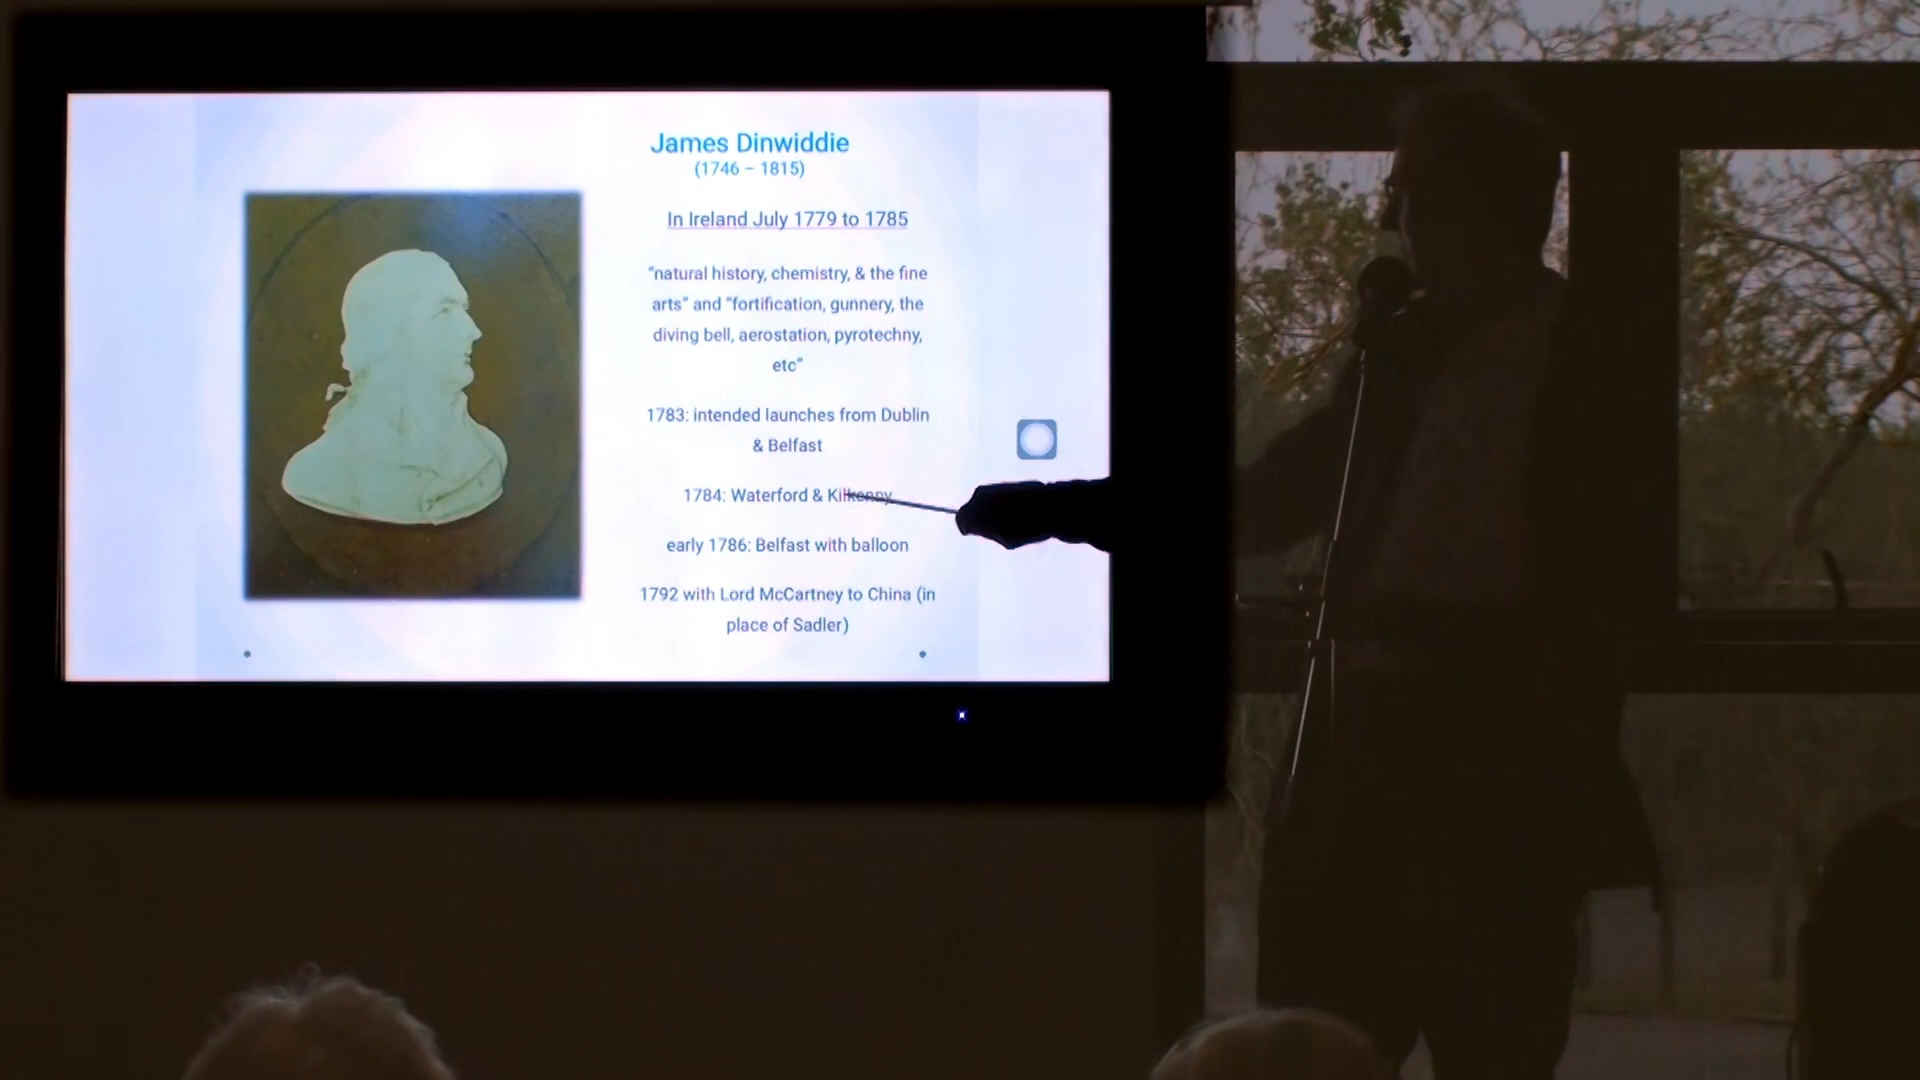 James Dinwiddie
(1746 – 1815)
In Ireland July 1779 to 1785
"natural history, chemistry, & the fine
arts" and "fortification, gunnery, the
diving bell, aerostation, pyrotechny,
etc"
1783: intended launches from Dublin
& Belfast
1784: Waterford & Kilkenny
early 1786: Belfast with balloon
1792 with Lord McCartney to China (in
place of Sadler)